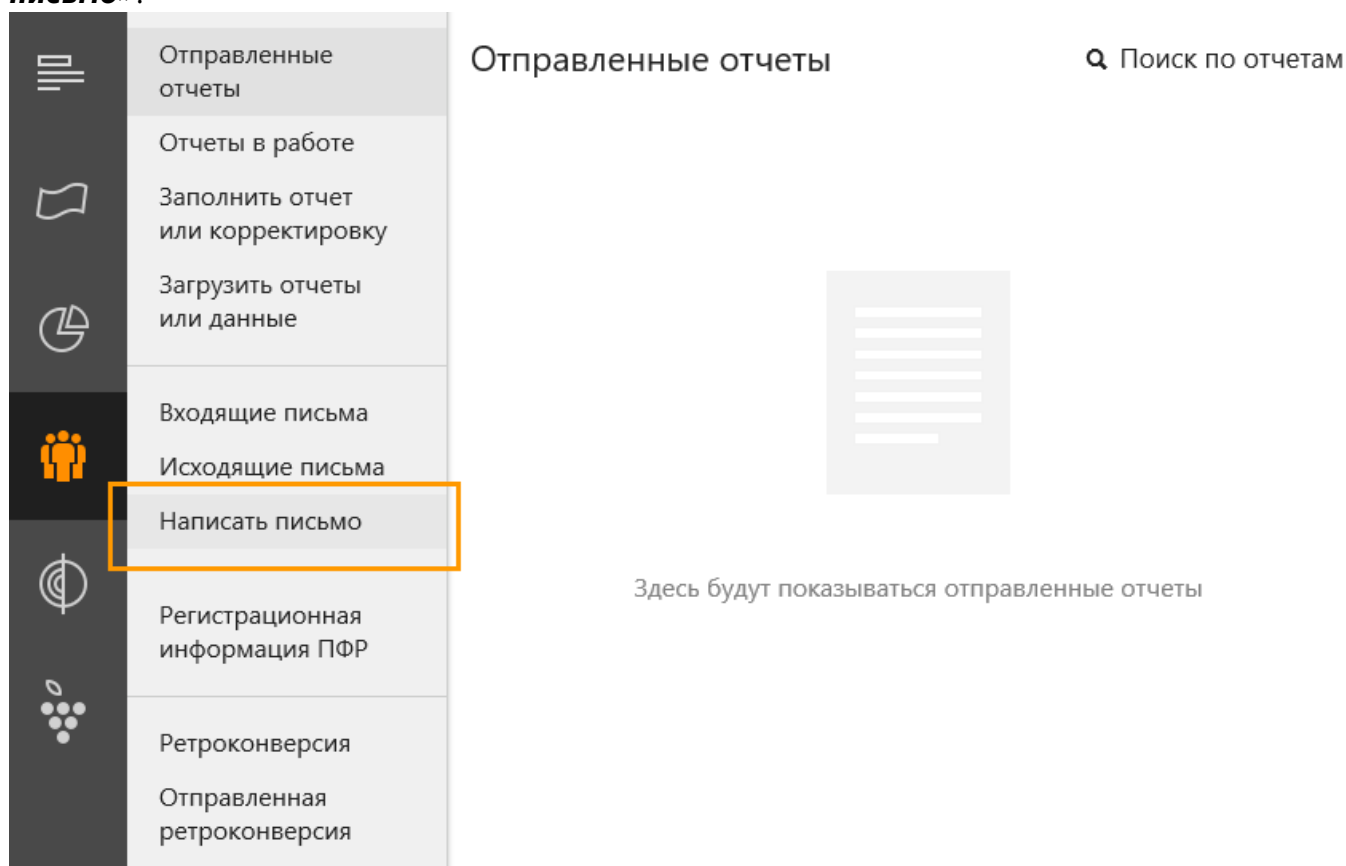 письмо».
Отправленные
отчеты
Отчеты в работе
Заполнить отчет
или корректировку
Загрузить отчеты
или данные
Входящие письма
Исходящие письма
Написать письмо
Регистрационная
информация ПФР
Ретроконверсия
Отправленная
ретроконверсия
Отправленные отчеты
Поиск по отчетам
Здесь будут показываться отправленные отчеты